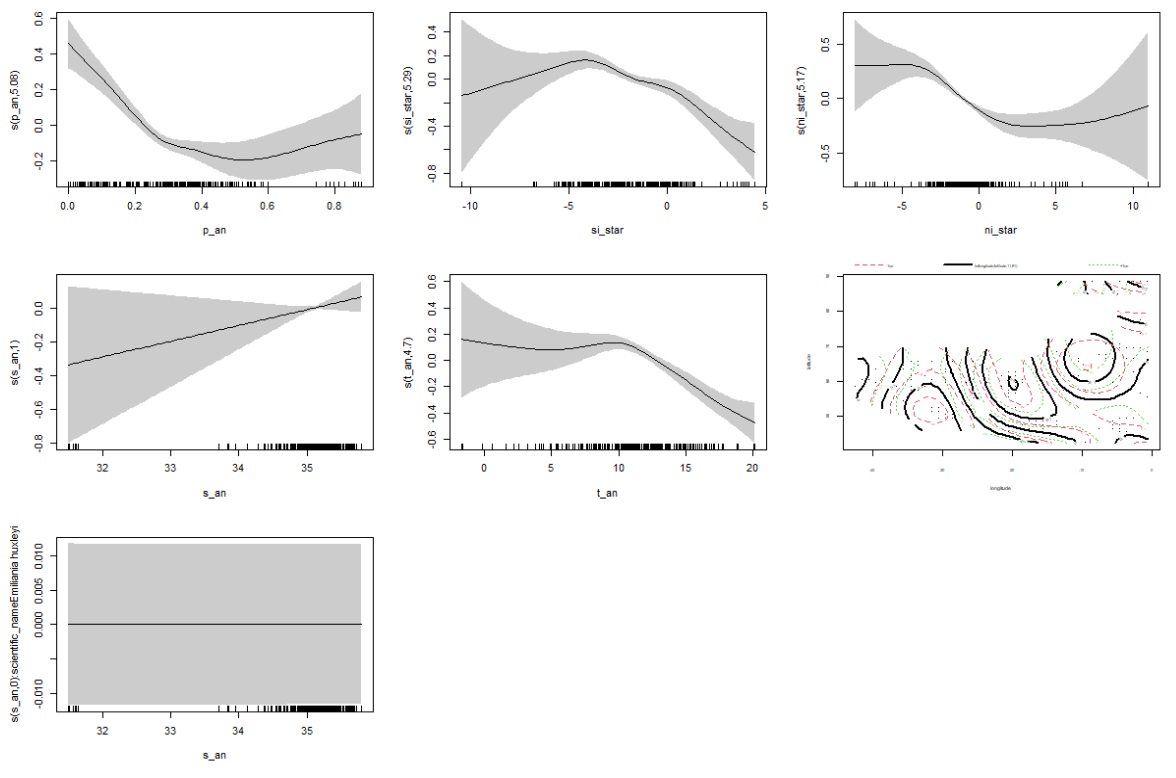 s(p_an,5.08)
0.6
0.4
0.2
0.0
-0.2
0.0 0.2 0.4 0.6 0.8
p_an
s(si_star,5.29)
0.4
0.0
-0.4
-0.8
-10 -5 0 5
si_star
s(ni_star,5.17)
0.5
0.0
-0.5
-5 0 5 10
ni_star
s(s_an,1)
0.0
-0.2
-0.4
-0.6
-0.8
32 33 34 35
s_an
s(t_an,4.7)
0.6
0.4
0.2
0.0
-0.2
-0.4
-0.6
0 5 10 15 20
t_an
latitude
longitude
s(s_an,0):scientific_nameEmiliania huxleyi
0.010
0.005
0.000
-0.010
32 33 34 35
s_an